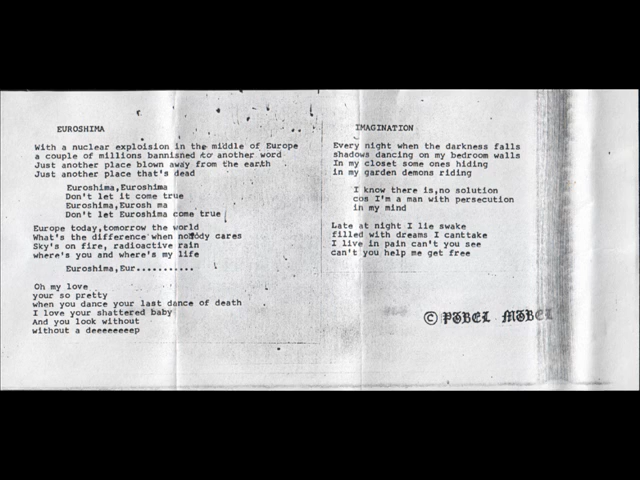 EUROSHIMA
With a nuclear exploision in the middle of Europe
a couple of millions bannisned to another word
Just another place blown away from the earth
Just another place that's dead
Euroshima,Euroshima
Don't let it come true
Euroshima,Eurosh ma
Don't let Euroshima come true
Europe today,tomorrow the world
What's the difference when nobody cares
Sky's on fire, radioactive rain
where's you and where's my life
Euroshima,Eur...........
Oh my love
your so pretty
when you dance your last dance of death
I love your shattered baby
And you look without
without a deeeeeeeep
IMAGINATION
Every night when the darkness falls
shadows dancing on my bedroom walls
In my closet some ones hiding
in my garden demons riding
I know there is,no solution
cos I'm a man with persecution
in my mind
Late at night I lie swake
filled with dreams I canttake
I live in pain can't you see
can't you help me get free
© PÖBEL MÖBEL